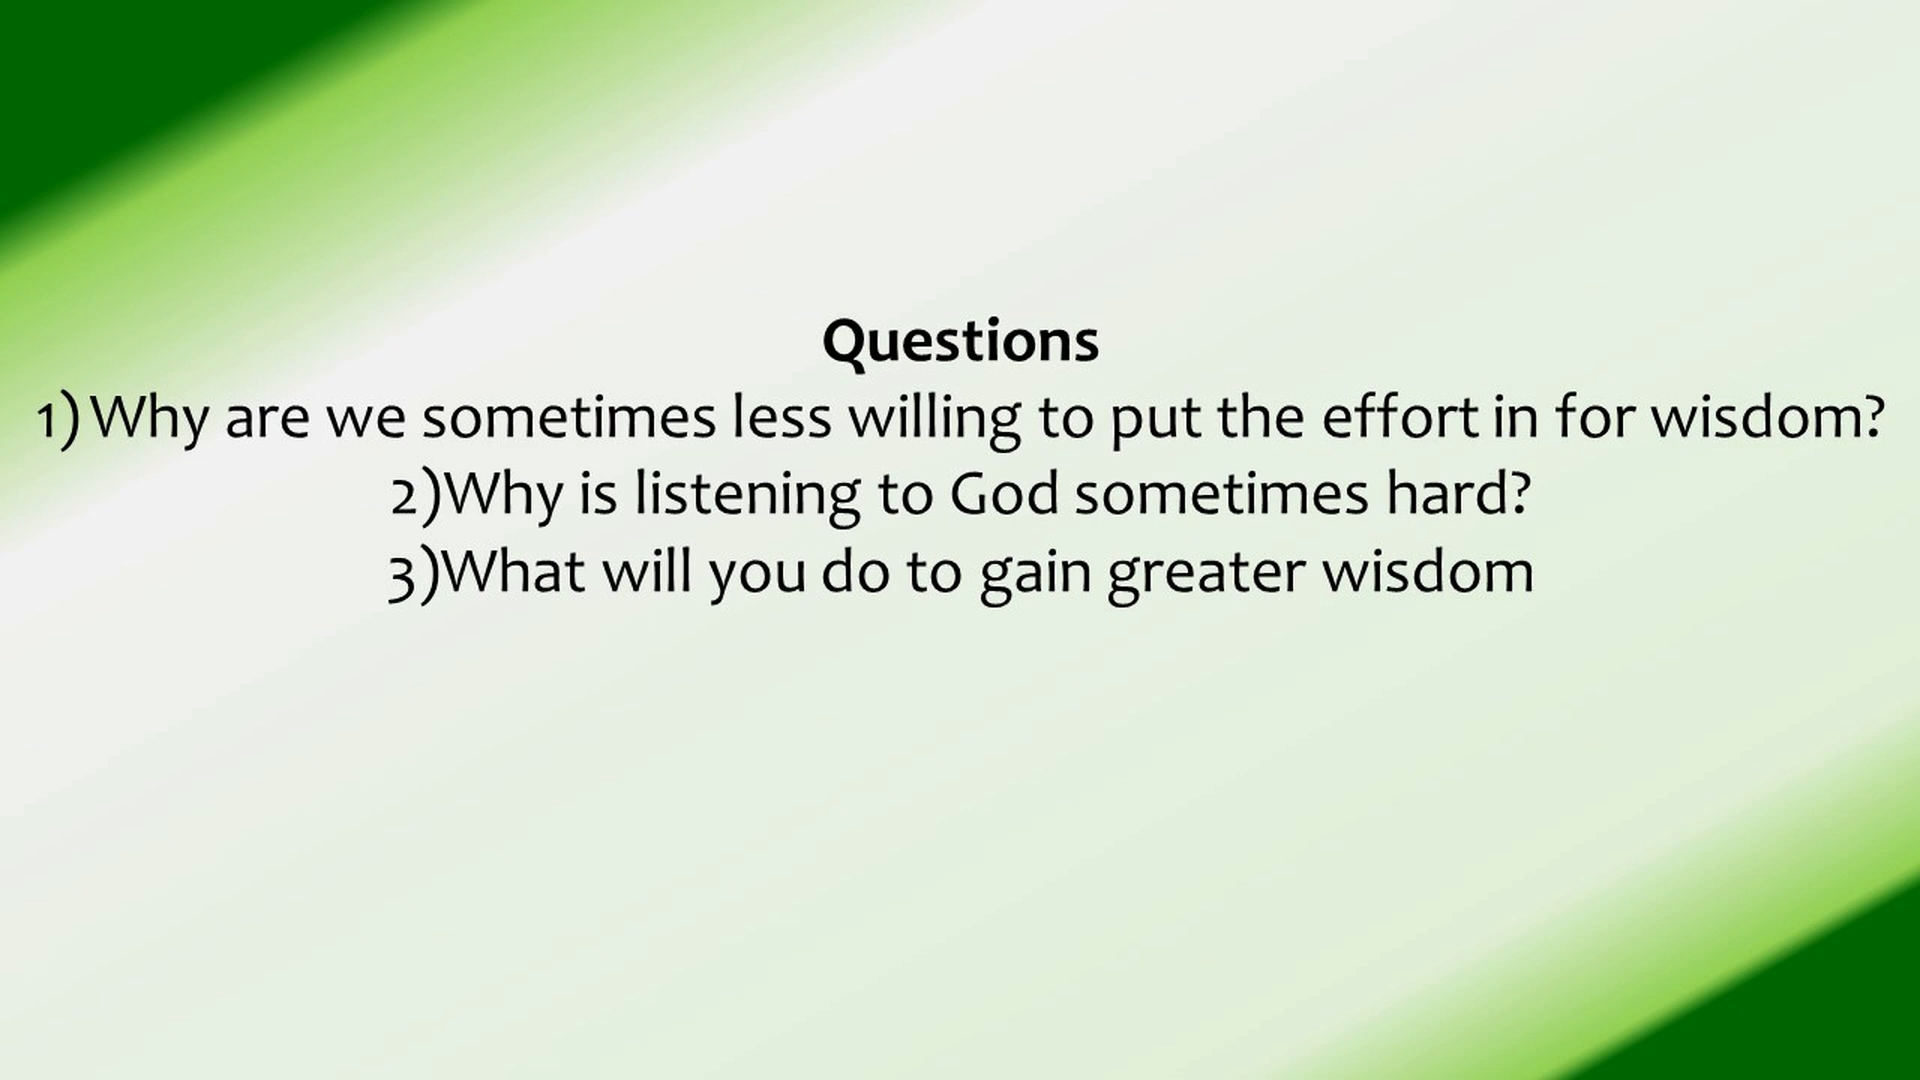 Questions
1) Why are we sometimes less willing to put the effort in for wisdom?
2)Why is listening to God sometimes hard?
3)What will you do to gain greater wisdom